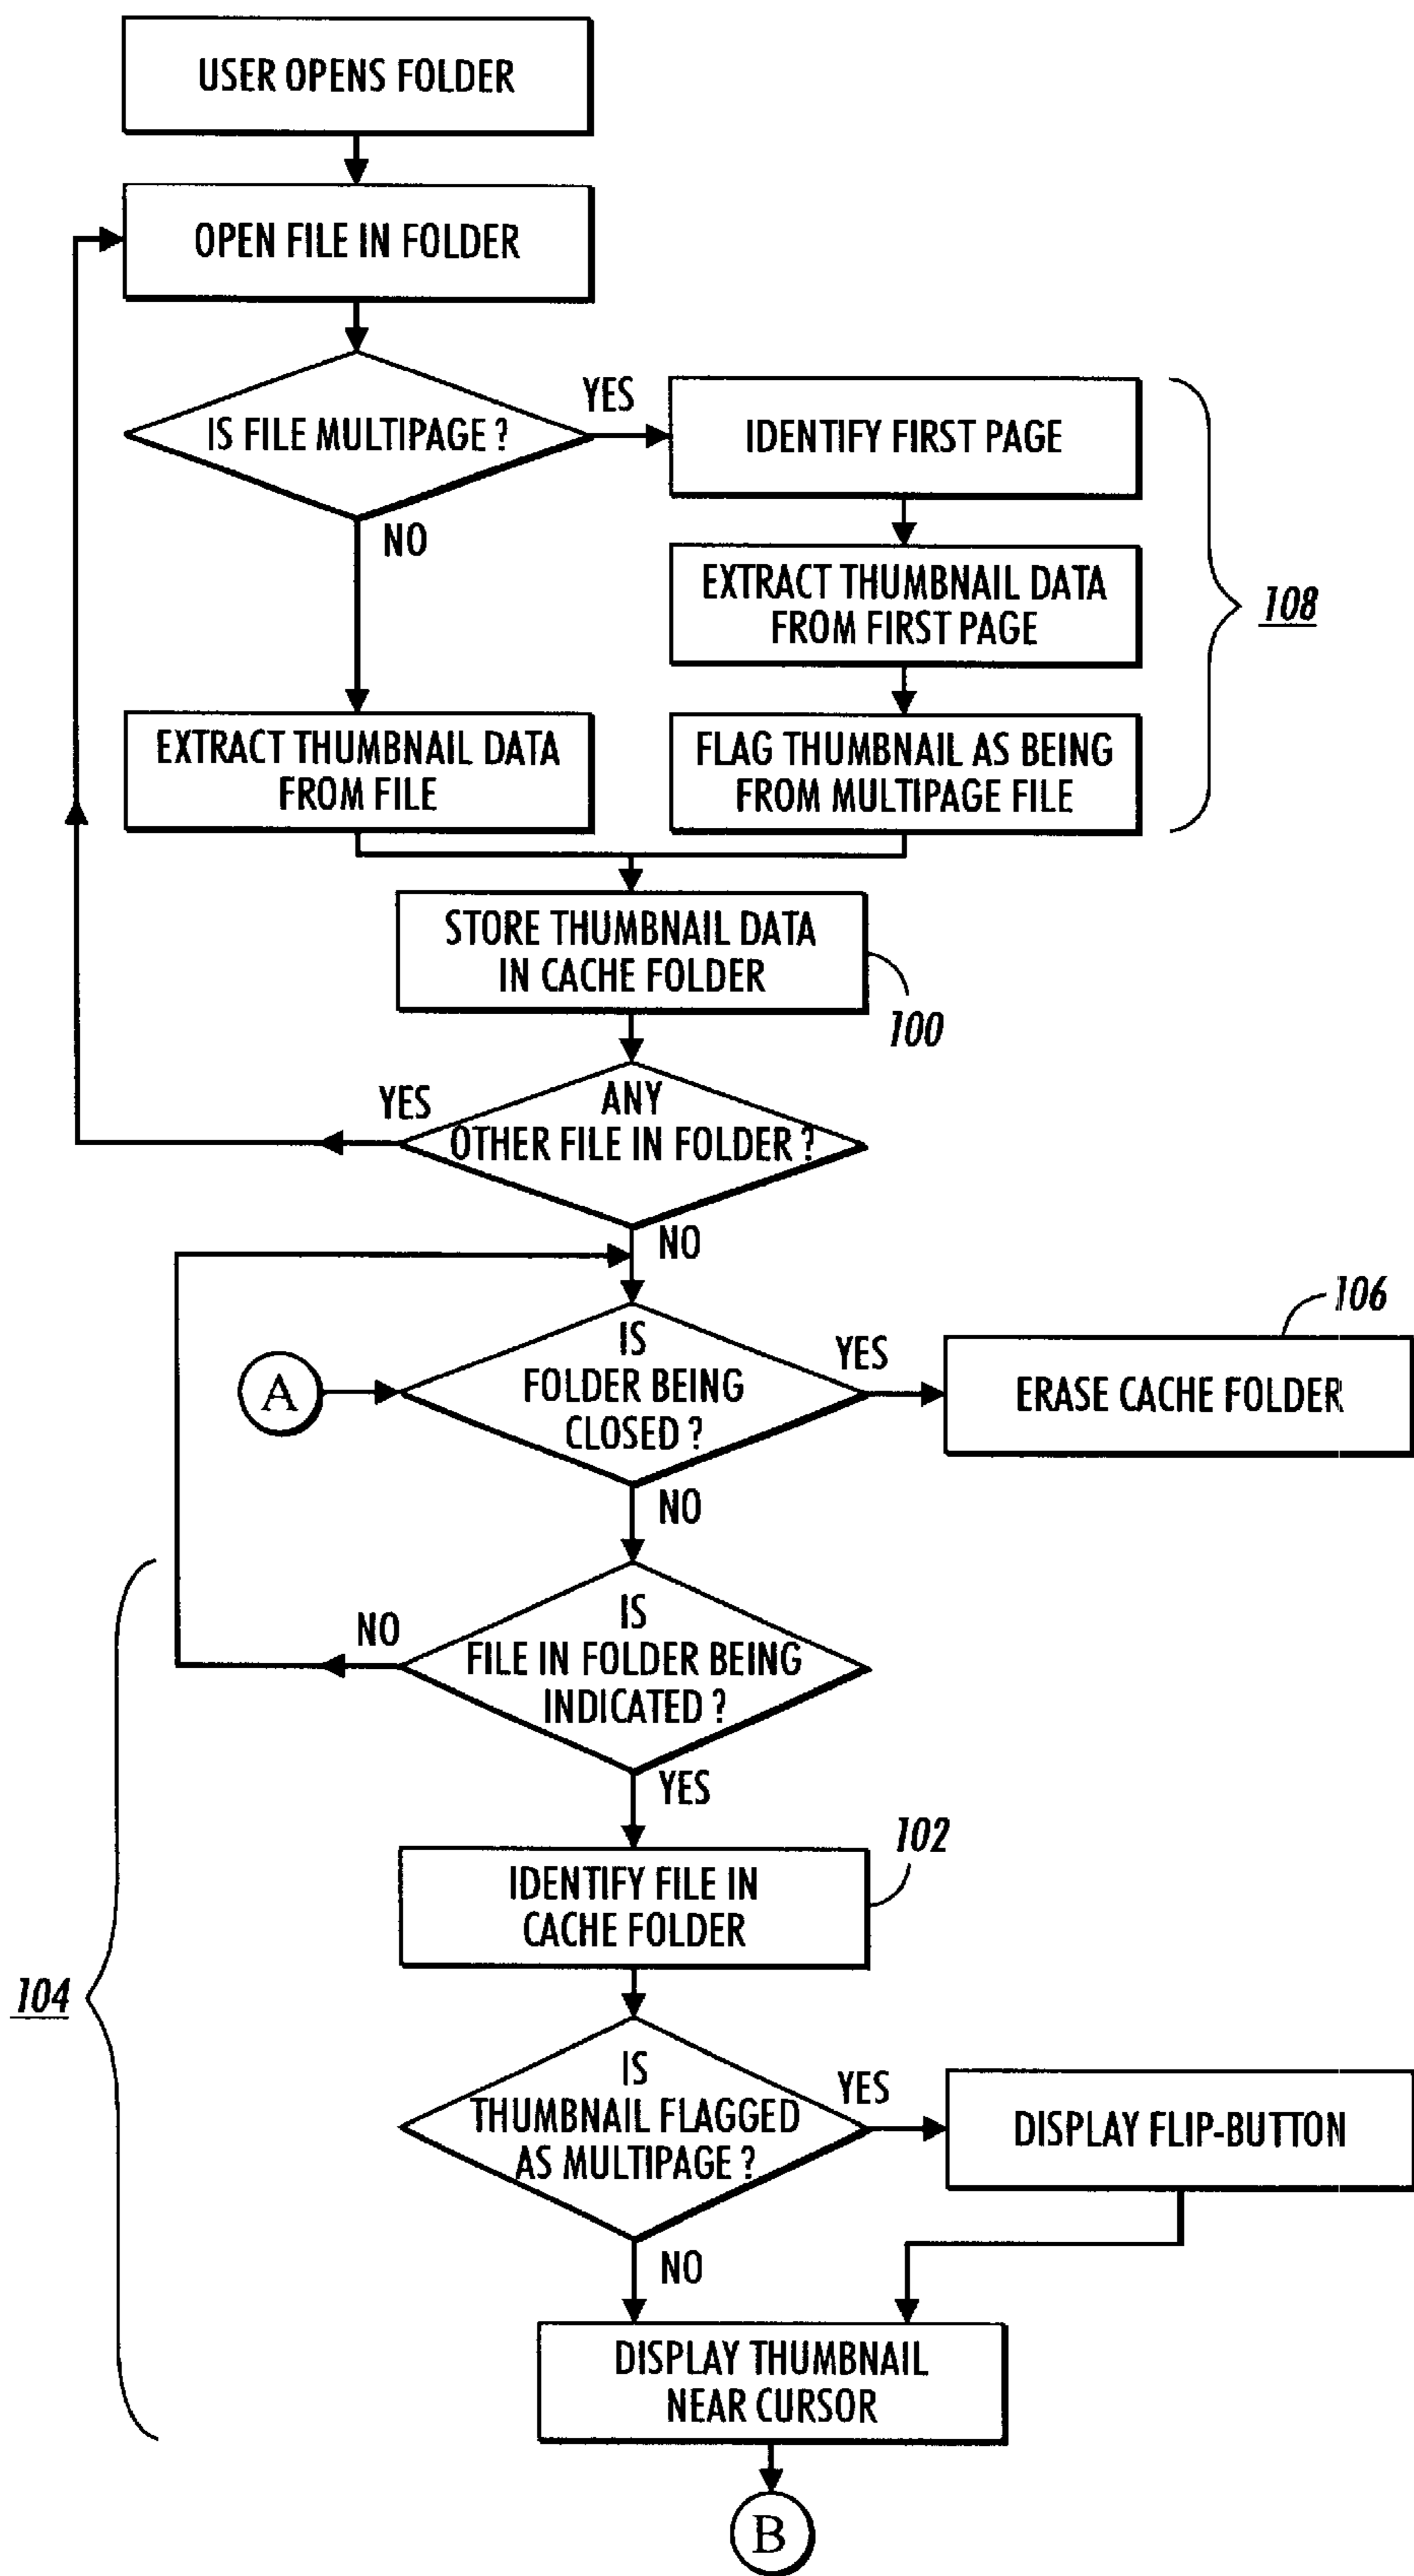 USER OPENS FOLDER
OPEN FILE IN FOLDER
IS FILE MULTIPAGE ?
YES
IDENTIFY FIRST PAGE
NO
EXTRACT THUMBNAIL DATA
FROM FIRST PAGE
108
EXTRACT THUMBNAIL DATA
FROM FILE
FLAG THUMBNAIL AS BEING
FROM MULTIPAGE FILE
STORE THUMBNAIL DATA
IN CACHE FOLDER
100
YES
ANY
OTHER FILE IN FOLDER ?
NO
106
A
IS
FOLDER BEING
CLOSED ?
YES
ERASE CACHE FOLDER
NO
NO
IS
FILE IN FOLDER BEING
INDICATED ?
YES
102
IDENTIFY FILE IN
CACHE FOLDER
104
IS
THUMBNAIL FLAGGED
AS MULTIPAGE ?
YES
DISPLAY FLIP-BUTTON
NO
DISPLAY THUMBNAIL
NEAR CURSOR
B